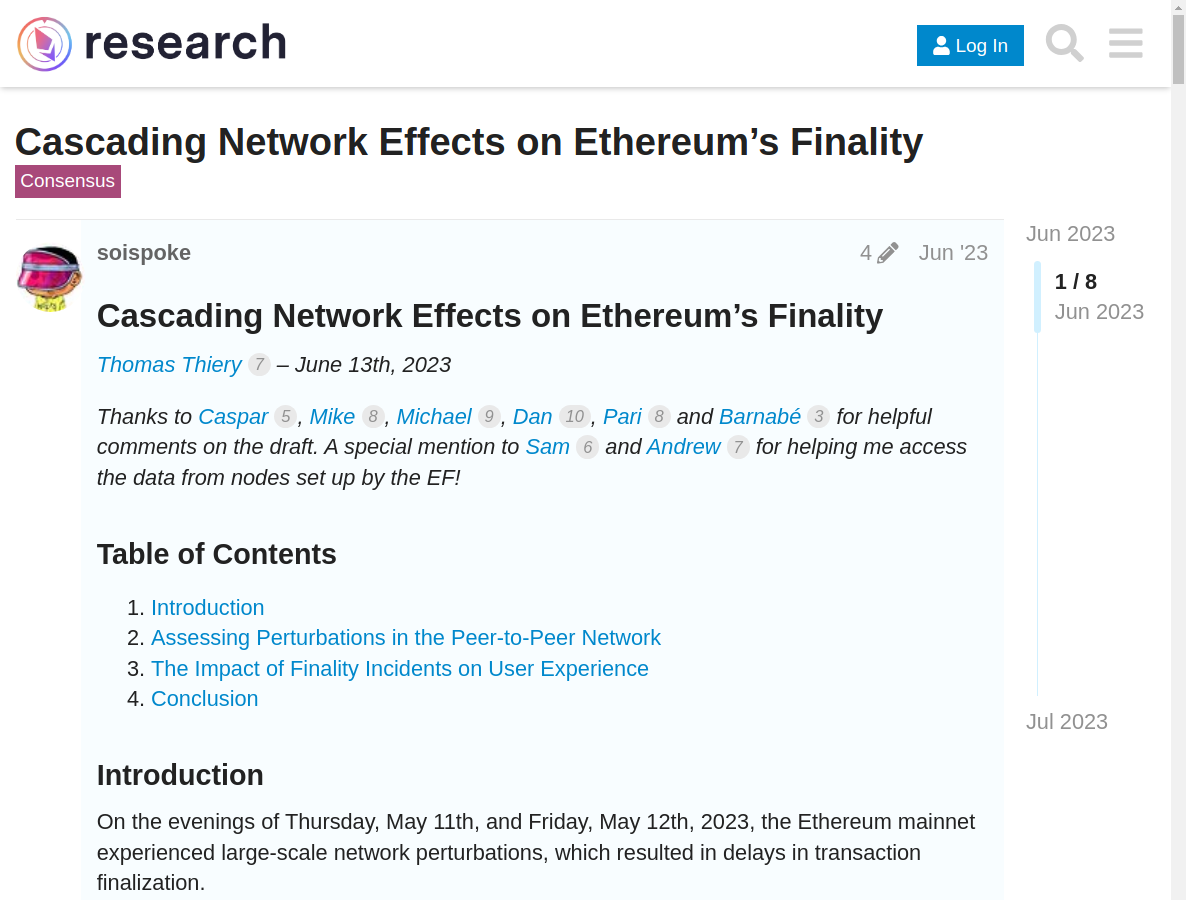 research
Log In
Cascading Network Effects on Ethereum’s Finality
Consensus
Jun 2023
soispoke 4 Jun '23
1 / 8
Jun 2023
Cascading Network Effects on Ethereum’s Finality
Thomas Thiery 7 – June 13th, 2023
Thanks to Caspar 5 , Mike 8 , Michael 9 , Dan 10 , Pari 8 and Barnabé 3 for helpful
comments on the draft. A special mention to Sam 6 and Andrew 7 for helping me access
the data from nodes set up by the EF!
Table of Contents
1. Introduction
2. Assessing Perturbations in the Peer-to-Peer Network
3. The Impact of Finality Incidents on User Experience
4. Conclusion
Jul 2023
Introduction
On the evenings of Thursday, May 11th, and Friday, May 12th, 2023, the Ethereum mainnet
experienced large-scale network perturbations, which resulted in delays in transaction
finalization.